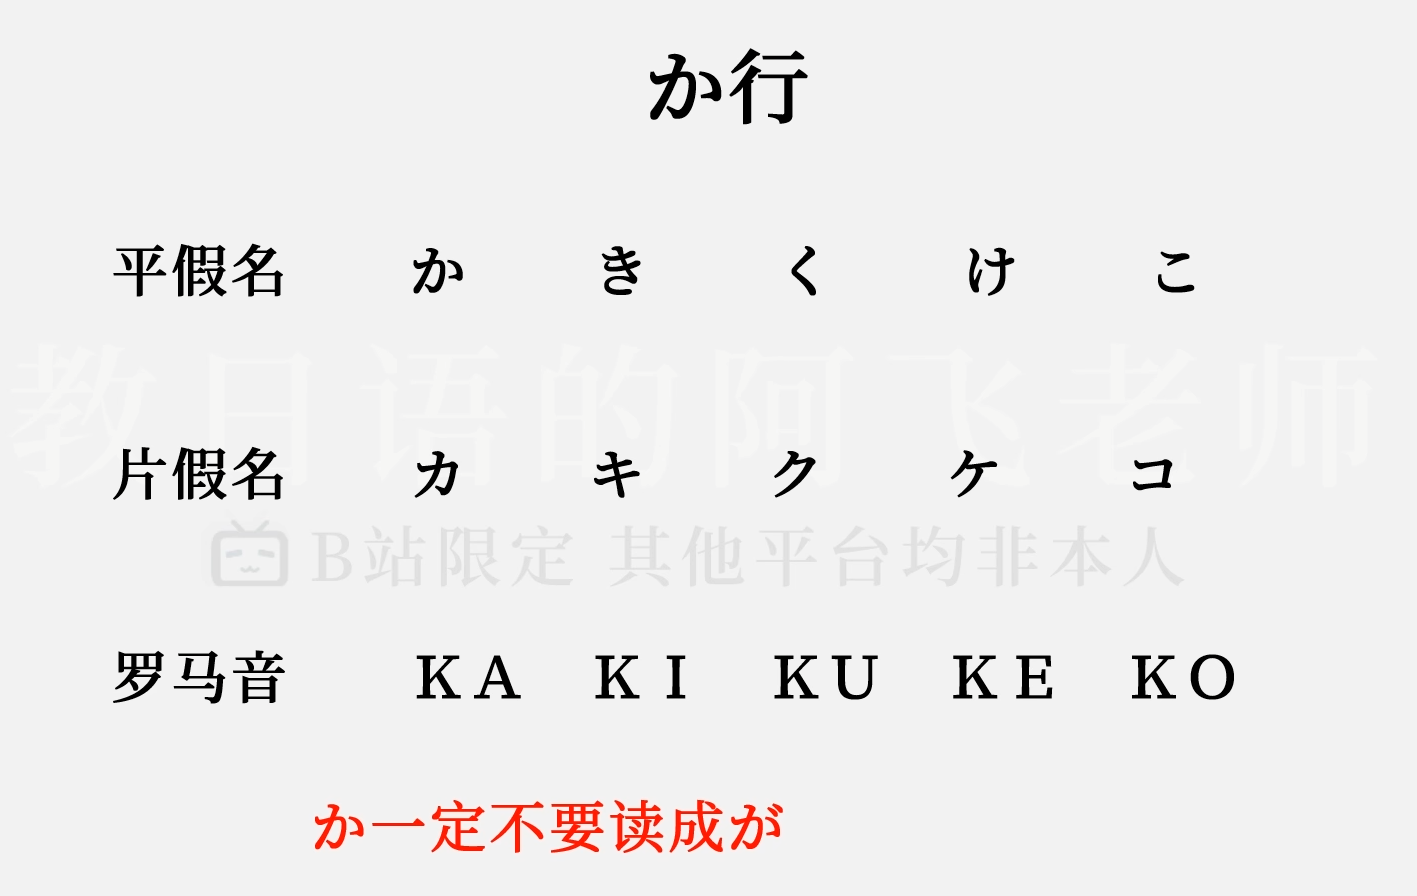 か行
平假名 か き く け こ
教日语的阿飞老师
片假名 カ キ ク ケ コ
B站限定 其他平台均非本人
罗马音 KA KI KU KE KO
か一定不要读成が